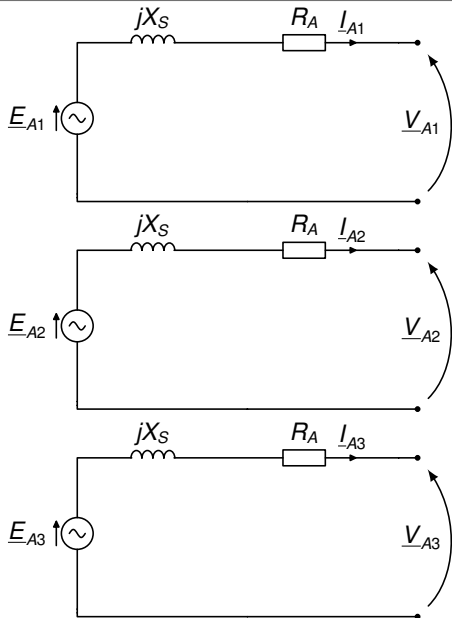 jX_S R_A I_A1
E_A1 V_A1
jX_S R_A I_A2
E_A2 V_A2
jX_S R_A I_A3
E_A3 V_A3